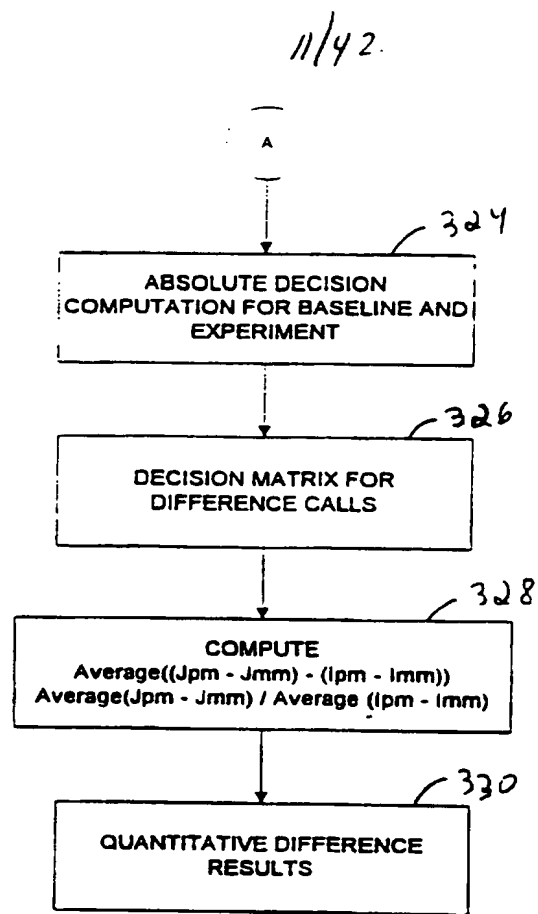 11/42.
A
324
ABSOLUTE DECISION
COMPUTATION FOR BASELINE AND
EXPERIMENT
326
DECISION MATRIX FOR
DIFFERENCE CALLS
328
COMPUTE
Average((Jpm - Jmm) - (Ipm - Imm))
Average(Jpm - Jmm) / Average (Ipm - Imm)
330
QUANTITATIVE DIFFERENCE
RESULTS